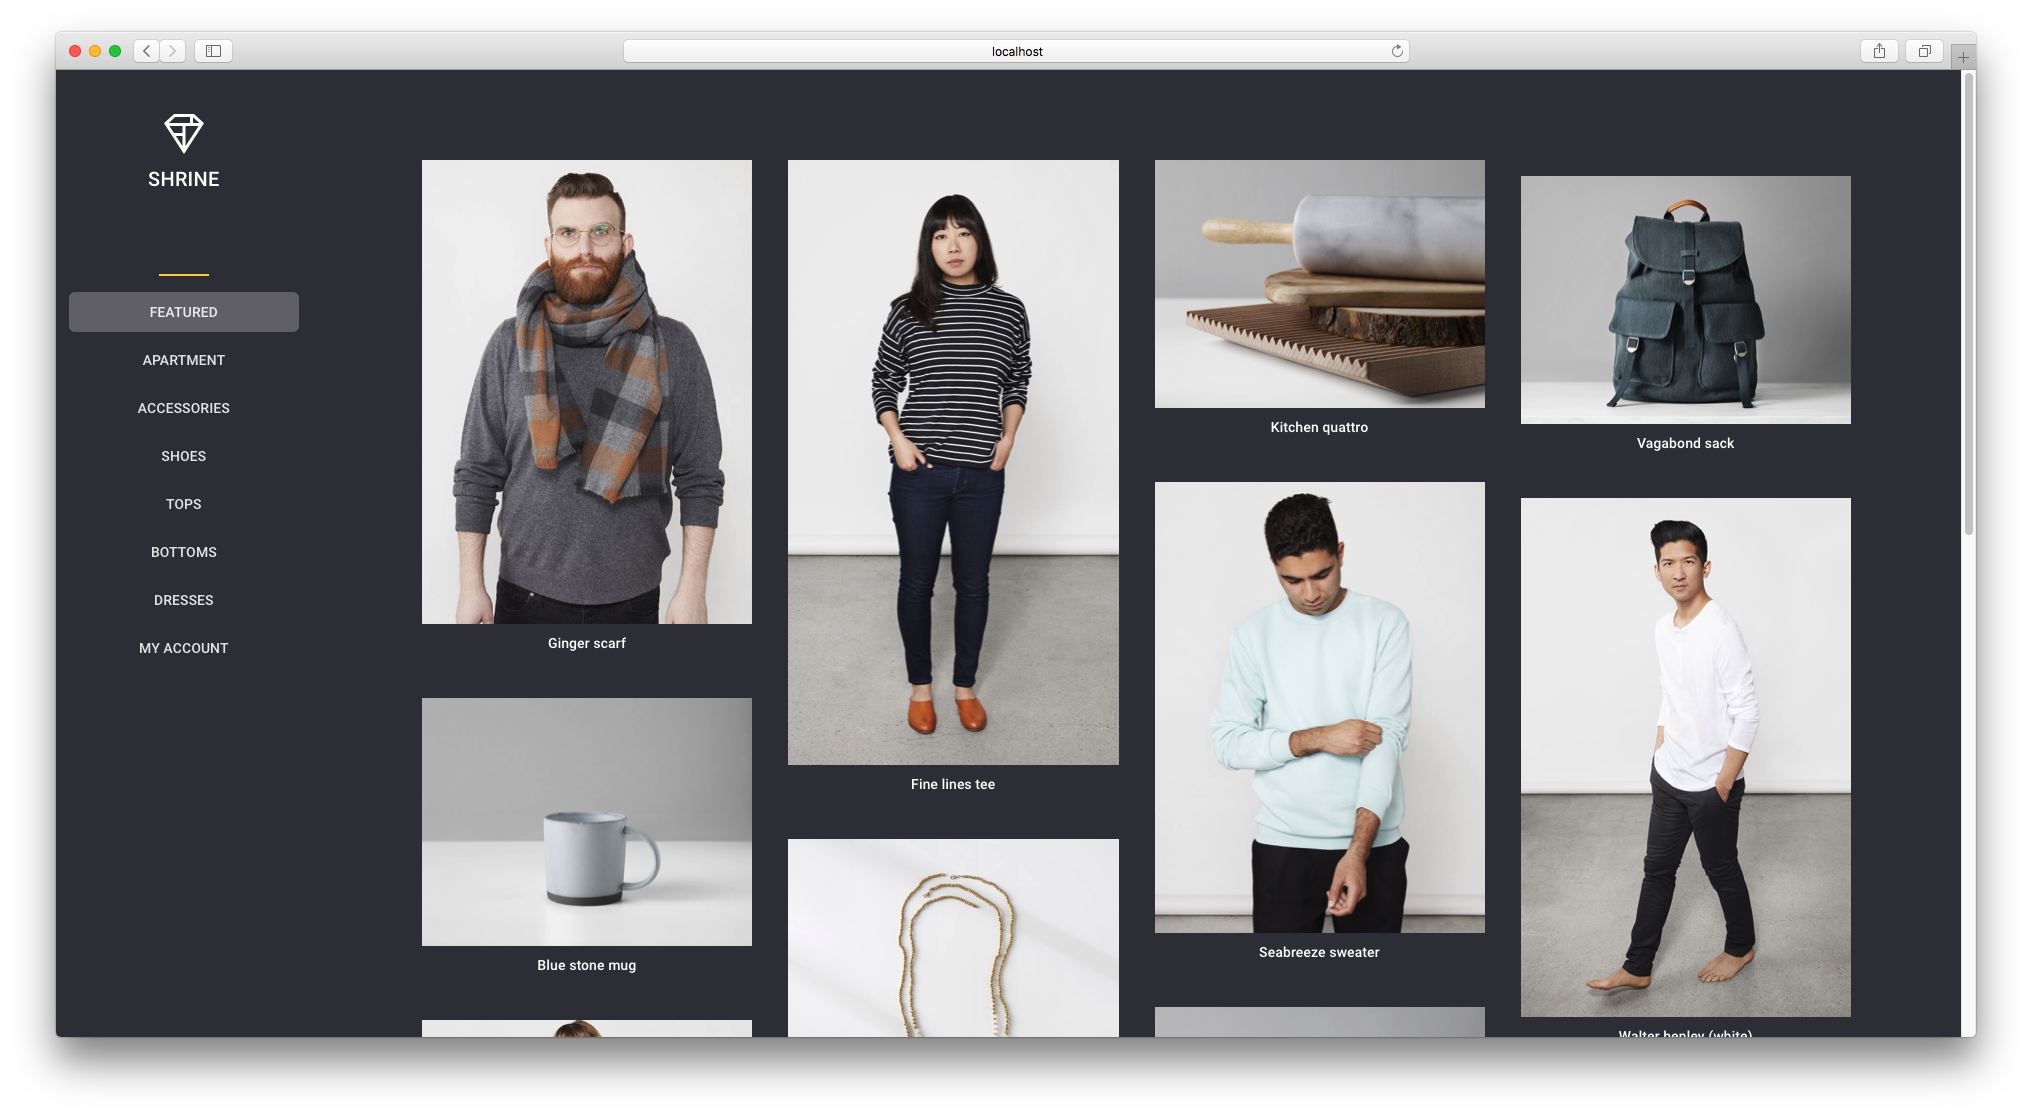 localhost
SHRINE
FEATURED
APARTMENT
ACCESSORIES
SHOES
TOPS
BOTTOMS
DRESSES
MY ACCOUNT
Ginger scarf
Blue stone mug
Fine lines tee
Kitchen quattro
Seabreeze sweater
Vagabond sack
Walter henley (white)